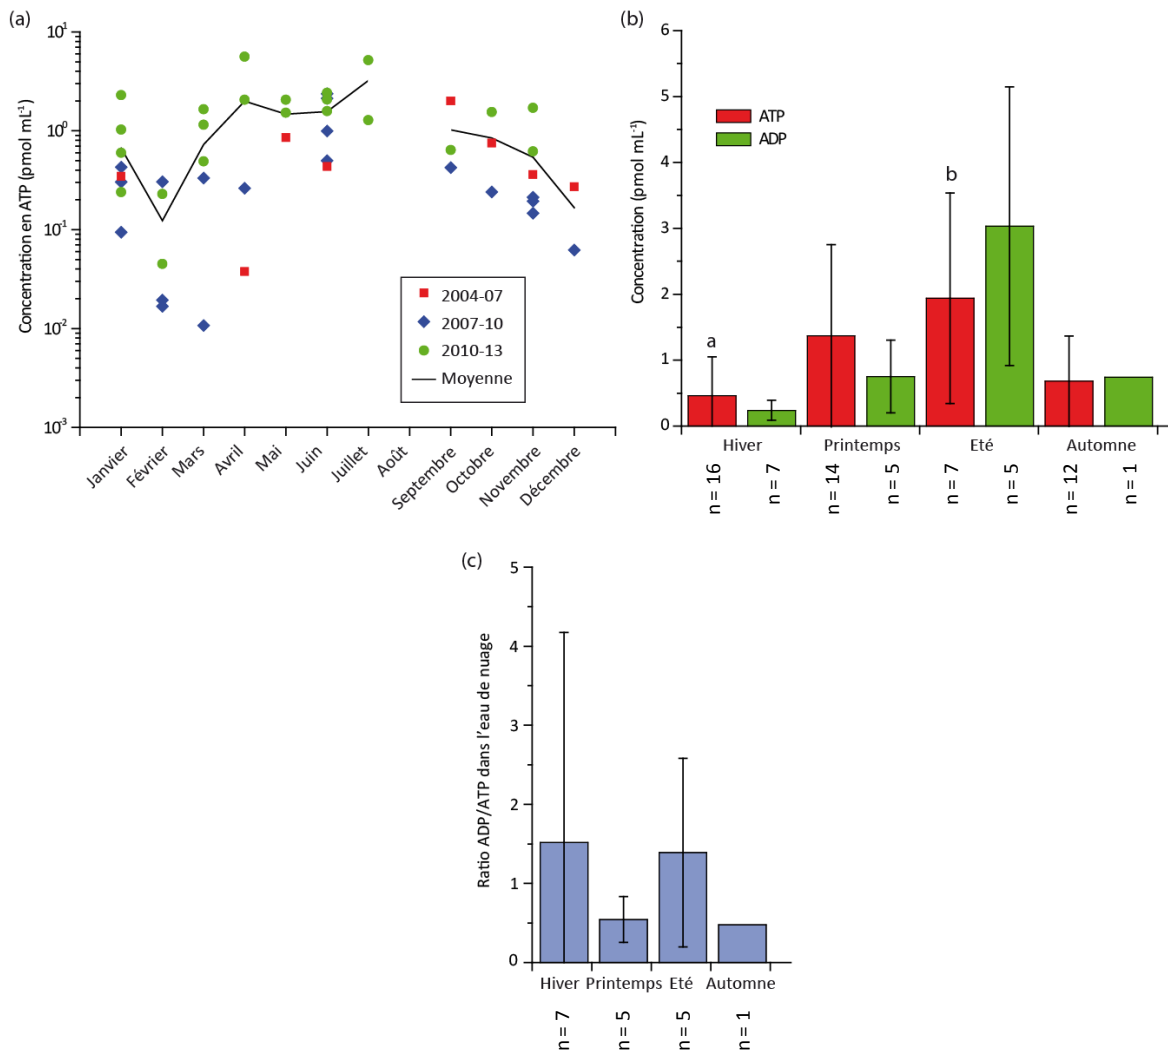 (a)
Concentration en ATP (pmol mL⁻¹)
10¹
10⁰
10⁻¹
10⁻²
10⁻³
2004-07
2007-10
2010-13
Moyenne
Janvier
Février
Mars
Avril
Mai
Juin
Juillet
Août
Septembre
Octobre
Novembre
Décembre
(b)
Concentration (pmol mL⁻¹)
6
5
4
3
2
1
0
ATP
ADP
a
b
Hiver Printemps Eté Automne
n = 16 n = 7 n = 14 n = 5 n = 7 n = 5 n = 12 n = 1
(c)
Ratio ADP/ATP dans l'eau de nuage
5
4
3
2
1
0
Hiver Printemps Eté Automne
n = 7 n = 5 n = 5 n = 1